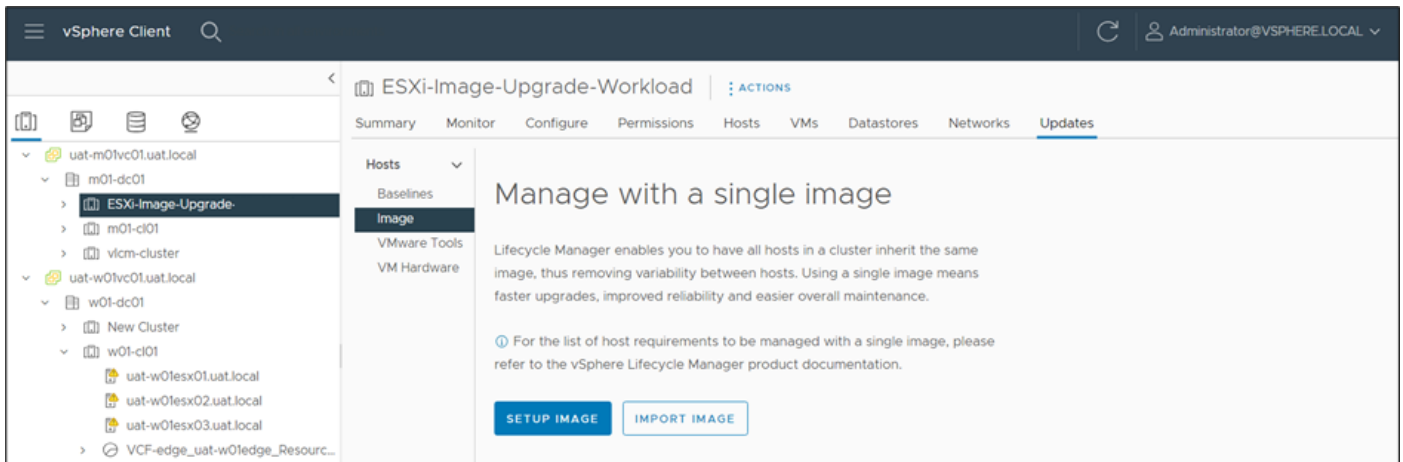 vSphere Client
Administrator@VSPHERE.LOCAL
ESXi-Image-Upgrade-Workload
ACTIONS
Summary Monitor Configure Permissions Hosts VMs Datastores Networks Updates
uat-m01vc01.uat.local
m01-dc01
ESXi-Image-Upgrade-
m01-cl01
vlcm-cluster
uat-w01vc01.uat.local
w01-dc01
New Cluster
w01-cl01
uat-w01esx01.uat.local
uat-w01esx02.uat.local
uat-w01esx03.uat.local
VCF-edge_uat-w01edge_Resourc...
Hosts
Baselines
Image
VMware Tools
VM Hardware
Manage with a single image
Lifecycle Manager enables you to have all hosts in a cluster inherit the same
image, thus removing variability between hosts. Using a single image means
faster upgrades, improved reliability and easier overall maintenance.
For the list of host requirements to be managed with a single image, please
refer to the vSphere Lifecycle Manager product documentation.
SETUP IMAGE
IMPORT IMAGE